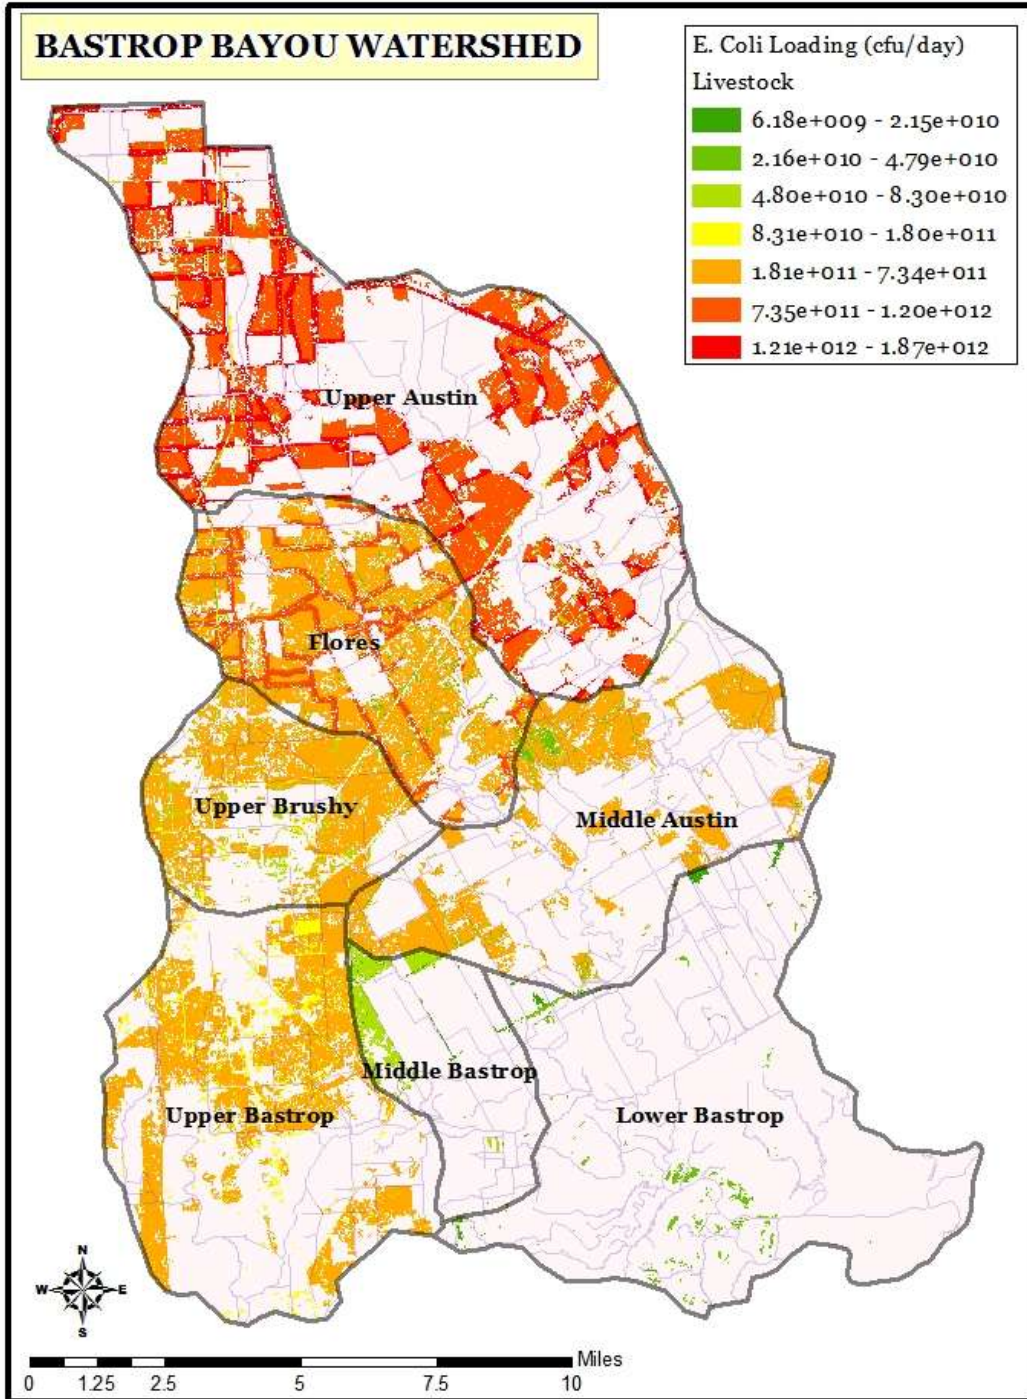 BASTROP BAYOU WATERSHED
E. Coli Loading (cfu/day)
Livestock
6.18e+009 - 2.15e+010
2.16e+010 - 4.79e+010
4.80e+010 - 8.30e+010
8.31e+010 - 1.80e+011
1.81e+011 - 7.34e+011
7.35e+011 - 1.20e+012
1.21e+012 - 1.87e+012
Upper Austin
Flores
Upper Brushy
Middle Austin
Middle Bastrop
Upper Bastrop
Lower Bastrop
N
W E
S
Miles
0 1.25 2.5 5 7.5 10